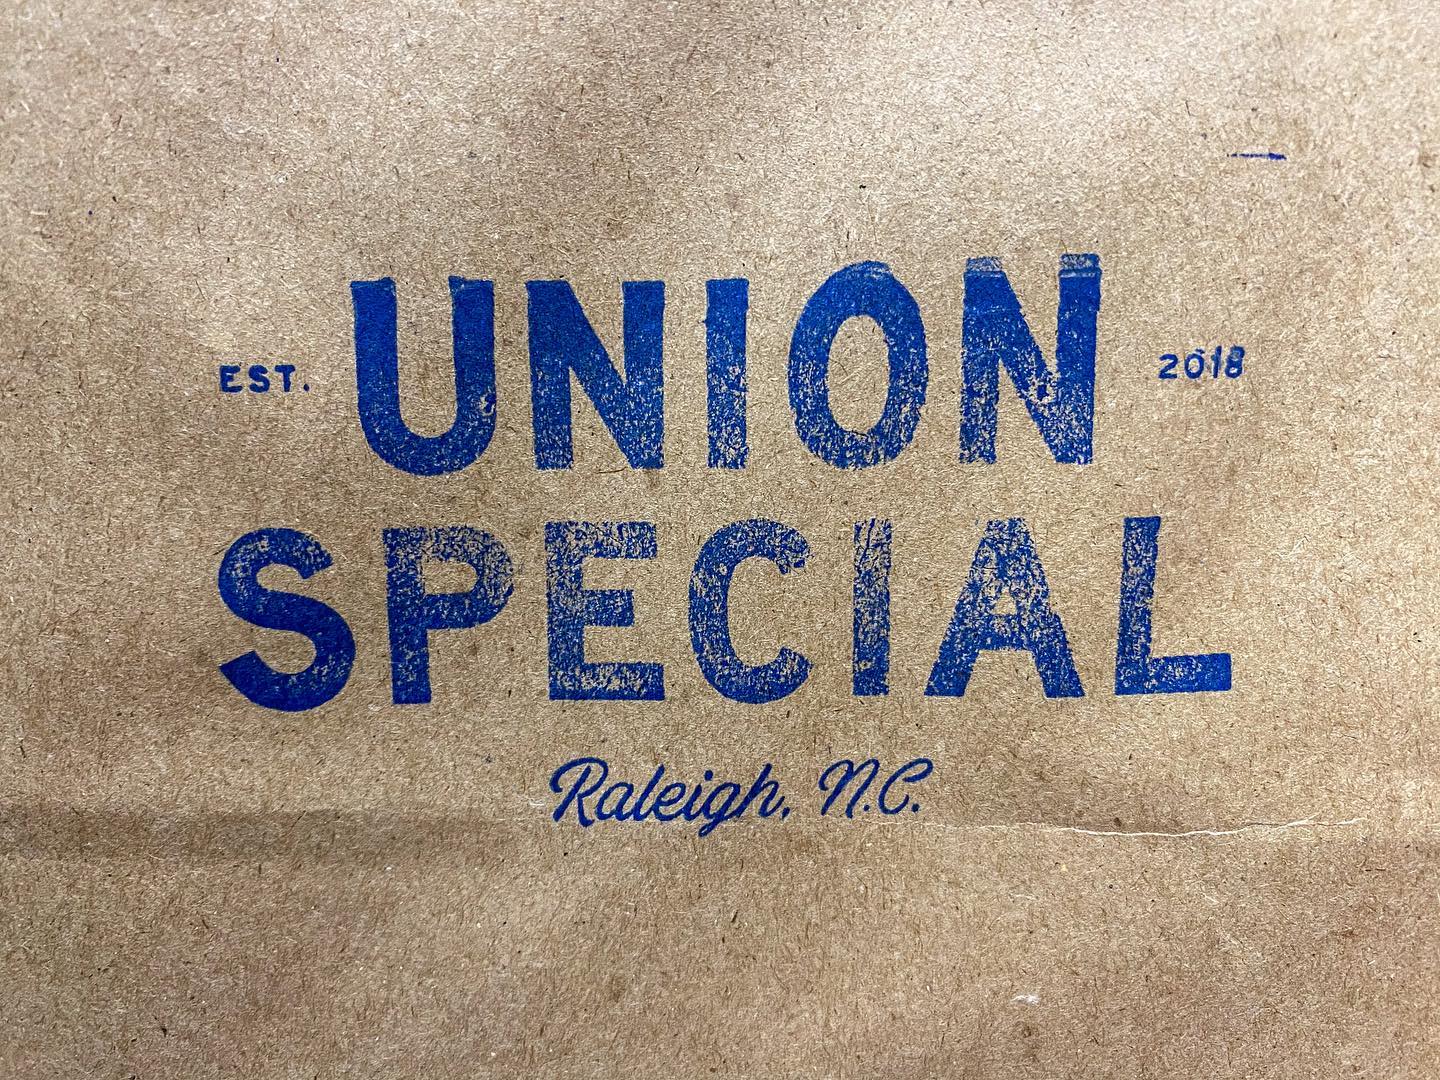 EST. UNION 2018
SPECIAL
Raleigh, N.C.